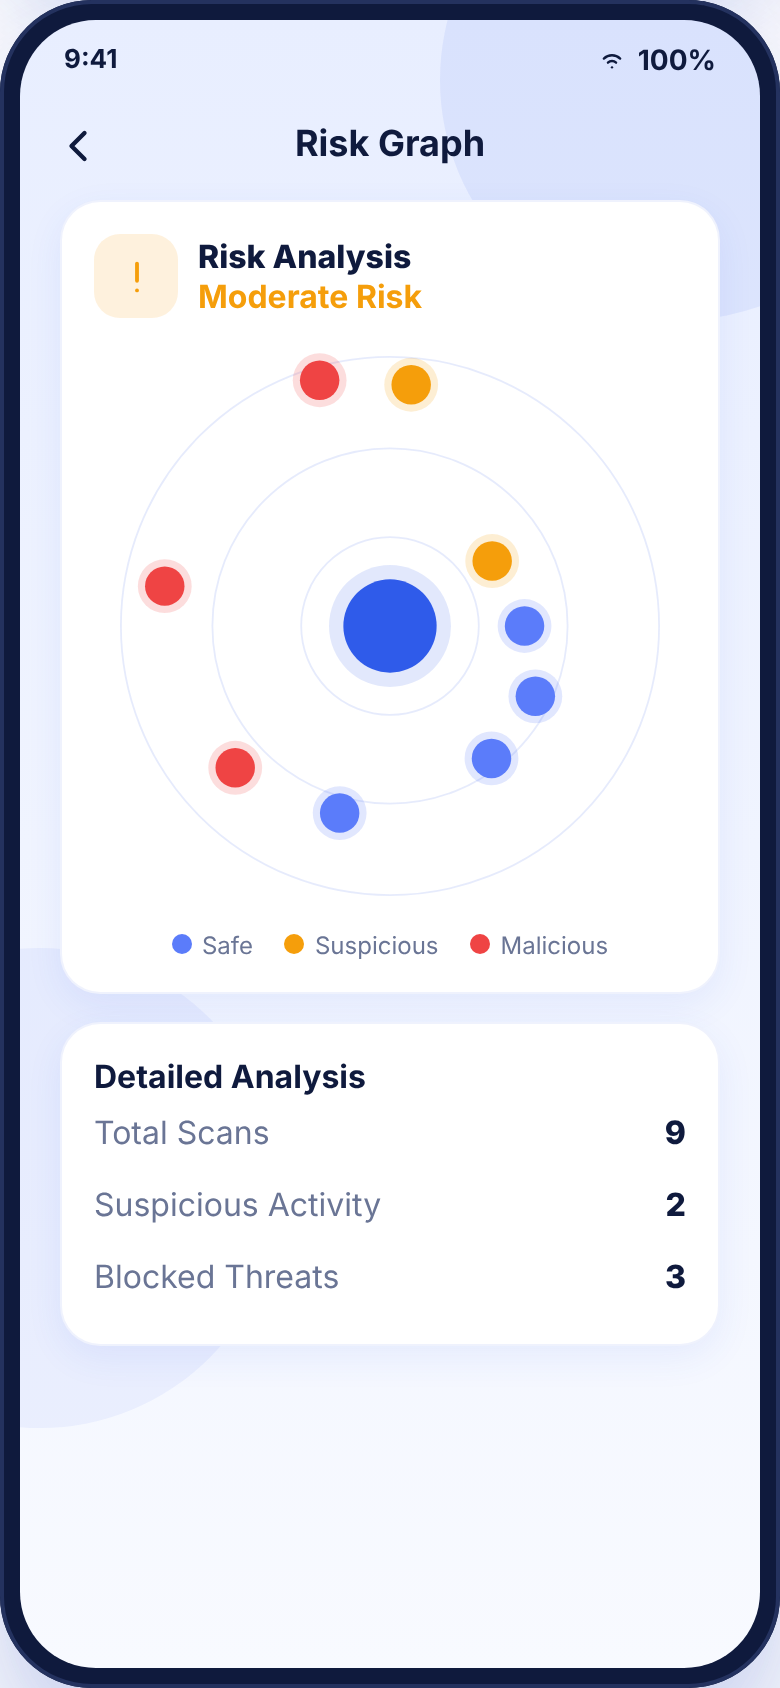 9:41 100%
Risk Graph
!
Risk Analysis
Moderate Risk
Safe Suspicious Malicious
Detailed Analysis
Total Scans 9
Suspicious Activity 2
Blocked Threats 3